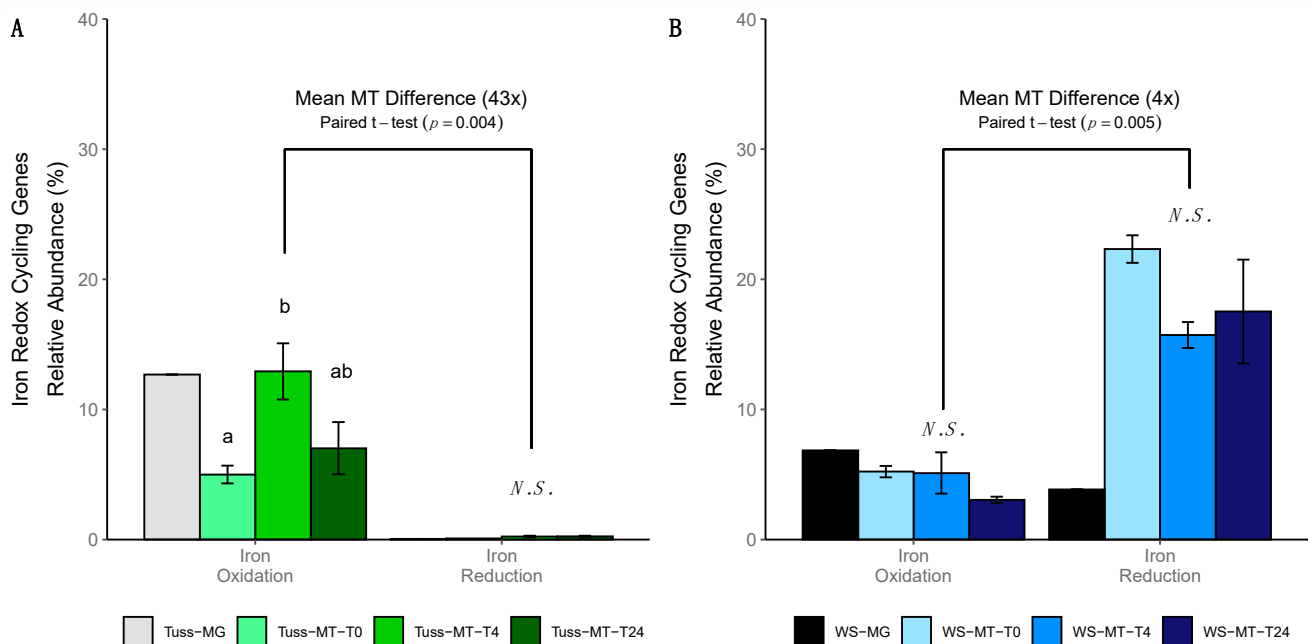 A
Iron Redox Cycling Genes
Relative Abundance (%)
40
30
20
10
0
Mean MT Difference (43x)
Paired t−test (p = 0.004)
a
b
ab
N.S.
Iron
Oxidation
Iron
Reduction
Tuss−MG
Tuss−MT−T0
Tuss−MT−T4
Tuss−MT−T24
B
Iron Redox Cycling Genes
Relative Abundance (%)
40
30
20
10
0
Mean MT Difference (4x)
Paired t−test (p = 0.005)
N.S.
N.S.
Iron
Oxidation
Iron
Reduction
WS−MG
WS−MT−T0
WS−MT−T4
WS−MT−T24